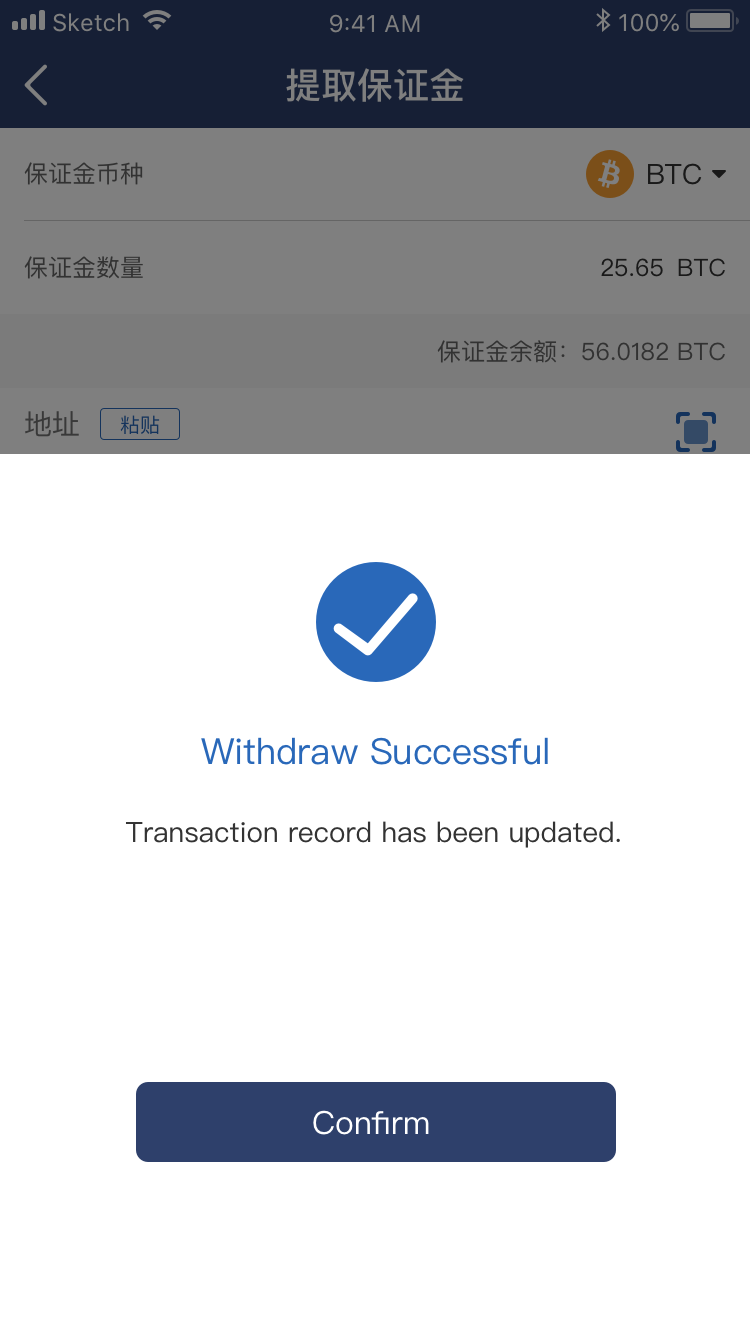 Sketch 9:41 AM 100%
提取保证金
保证金币种 BTC
保证金数量 25.65 BTC
保证金余额：56.0182 BTC
地址 粘贴
Withdraw Successful
Transaction record has been updated.
Confirm